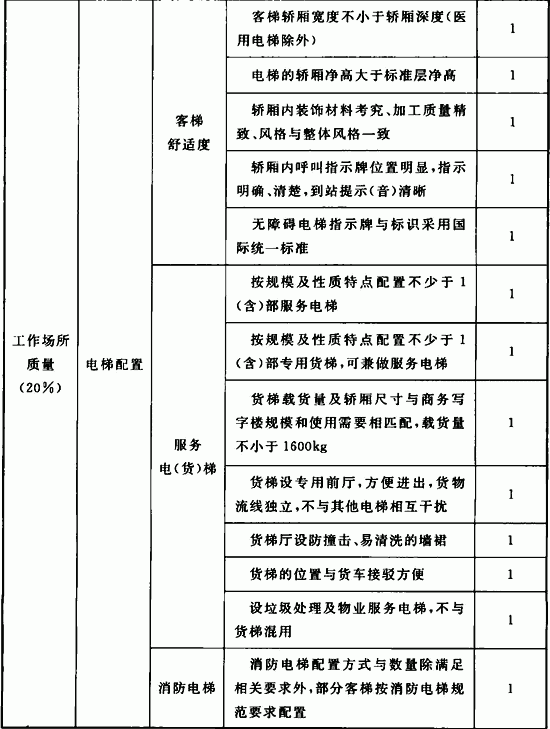 客梯轿厢宽度不小于轿厢深度(医
用电梯除外)
1
电梯的轿厢净高大于标准层净高
1
客梯
舒适度
轿厢内装饰材料考究、加工质量精
致、风格与整体风格一致
1
轿厢内呼叫指示牌位置明显,指示
明确、清楚,到站提示(音)清晰
1
无障碍电梯指示牌与标识采用国
际统一标准
1
工作场所
质量
(20%)
电梯配置
服务
电(货)梯
按规模及性质特点配置不少于1
(含)部服务电梯
1
按规模及性质特点配置不少于1
(含)部专用货梯,可兼做服务电梯
1
货梯载货量及轿厢尺寸与商务写
字楼规模和使用需要相匹配,载货量
不小于1600kg
1
货梯设专用前厅,方便进出,货物
流线独立,不与其他电梯相互干扰
1
货梯厅设防撞击、易清洗的墙裙
1
货梯的位置与货车接驳方便
1
设垃圾处理及物业服务电梯,不与
货梯混用
1
消防电梯
消防电梯配置方式与数量除满足
相关要求外,部分客梯按消防电梯规
范要求配置
1